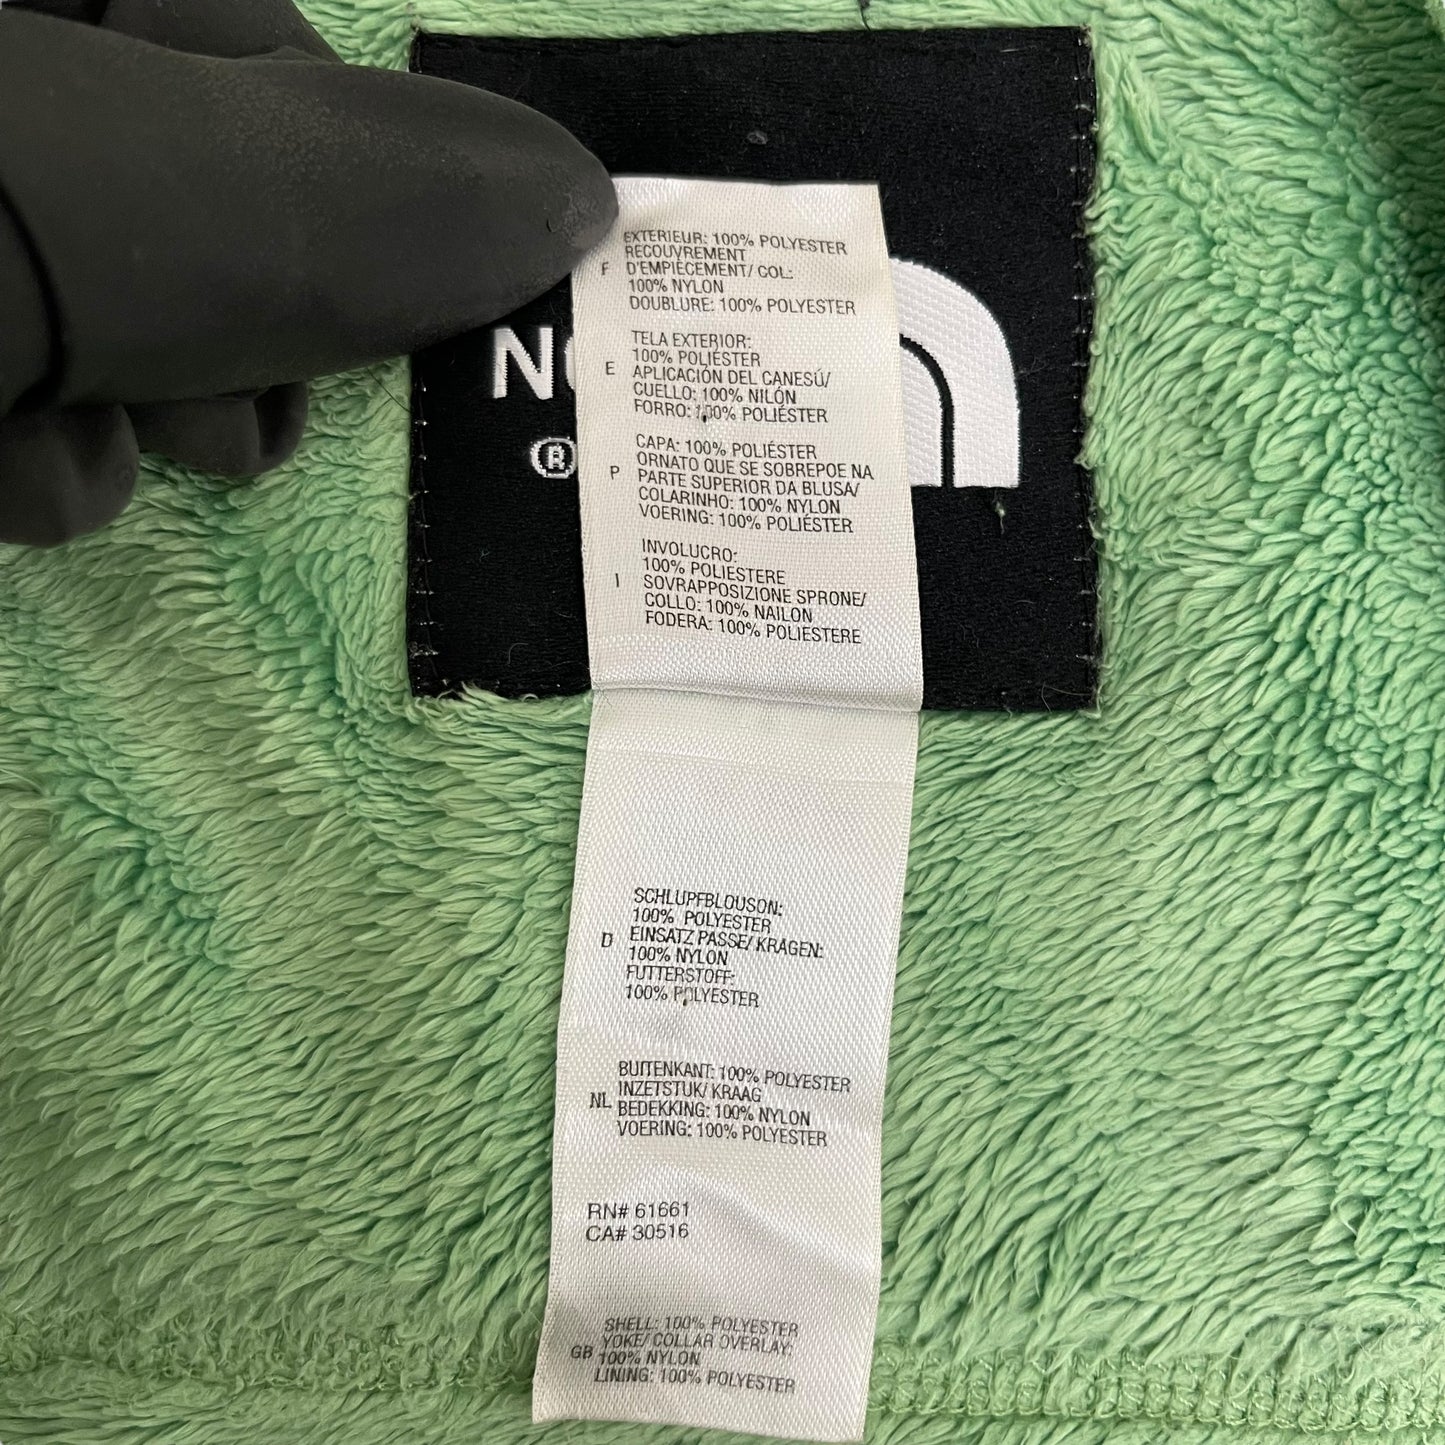 N
®
EXTERIEUR: 100% POLYESTER
RECOUVREMENT
F D'EMPIECEMENT/ COL:
100% NYLON
DOUBLURE: 100% POLYESTER
TELA EXTERIOR:
100% POLIÉSTER
E APLICACIÓN DEL CANESÚ/
CUELLO: 100% NILÓN
FORRO: 100% POLIÉSTER
CAPA: 100% POLIÉSTER
ORNATO QUE SE SOBREPOE NA
P PARTE SUPERIOR DA BLUSA/
COLARINHO: 100% NYLON
VOERING: 100% POLIÉSTER
INVOLUCRO:
100% POLIESTERE
I SOVRAPPOSIZIONE SPRONE/
COLLO: 100% NAILON
FODERA: 100% POLIESTERE
SCHLUPFBLOUSON:
100% POLYESTER
D EINSATZ PASSE/ KRAGEN:
100% NYLON
FUTTERSTOFF:
100% POLYESTER
BUITENKANT: 100% POLYESTER
INZETSTUK/ KRAAG
NL BEDEKKING: 100% NYLON
VOERING: 100% POLYESTER
RN# 61661
CA# 30516
SHELL: 100% POLYESTER
YOKE/ COLLAR OVERLAY:
GB 100% NYLON
LINING: 100% POLYESTER